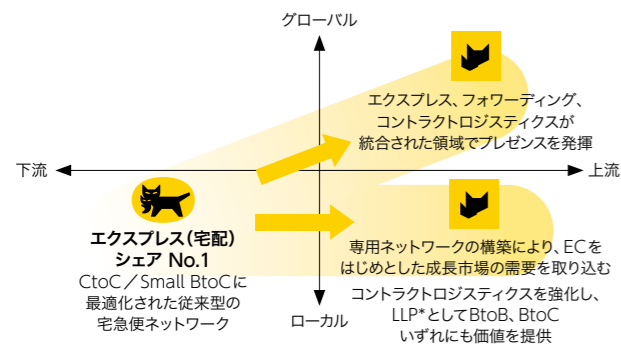 グローバル
エクスプレス、フォワーディング、
コントラクトロジスティクスが
統合された領域でプレゼンスを発揮
下流
上流
エクスプレス(宅配)
シェア No.1
CtoC/Small BtoCに
最適化された従来型の
宅急便ネットワーク
専用ネットワークの構築により、ECを
はじめとした成長市場の需要を取り込む
コントラクトロジスティクスを強化し、
LLP*としてBtoB、BtoC
いずれにも価値を提供
ローカル